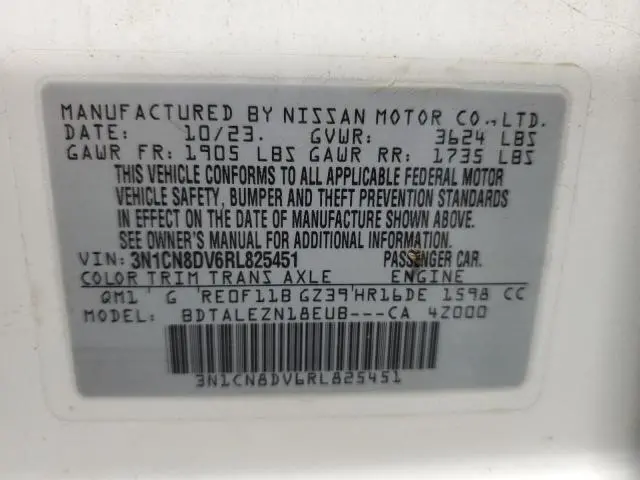 MANUFACTURED BY NISSAN MOTOR CO., LTD.
DATE: 10/23. GVWR: 3624 LBS
GAWR FR: 1905 LBS GAWR RR: 1735 LBS
THIS VEHICLE CONFORMS TO ALL APPLICABLE FEDERAL MOTOR
VEHICLE SAFETY, BUMPER AND THEFT PREVENTION STANDARDS
IN EFFECT ON THE DATE OF MANUFACTURE SHOWN ABOVE.
SEE OWNER'S MANUAL FOR ADDITIONAL INFORMATION.
VIN: 3N1CN8DV6RL825451 PASSENGER CAR.
COLOR TRIM TRANS AXLE ENGINE
QM1 G RE0F11B GZ39 HR16DE 1598 CC
MODEL: BDTALEZN18EUB---CA 4Z000
3N1CN8DV6RL825451